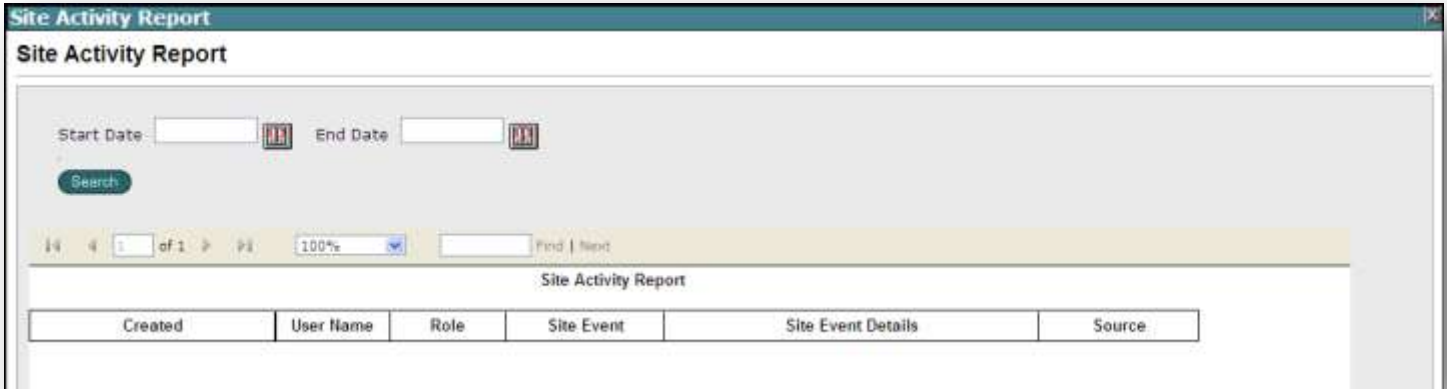 Site Activity Report
Site Activity Report
Start Date End Date
Search
1 of 1 100% Find | Next
Site Activity Report
Created User Name Role Site Event Site Event Details Source